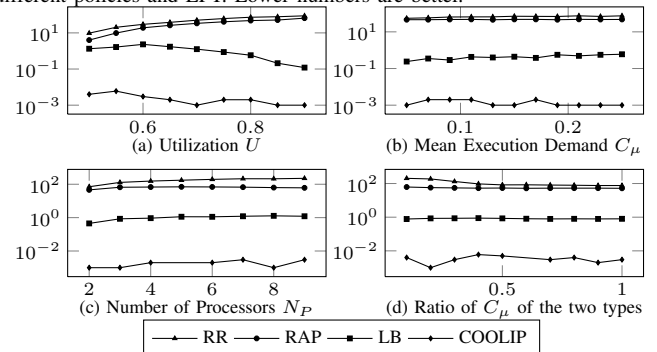 different policies and LPT. Lower numbers are better.
10^1
10^-1
10^-3
0.6 0.8
(a) Utilization U
10^1
10^-1
10^-3
0.1 0.2
(b) Mean Execution Demand C_μ
10^2
10^0
10^-2
2 4 6 8
(c) Number of Processors N_P
10^2
10^0
10^-2
0.5 1
(d) Ratio of C_μ of the two types
RR RAP LB COOLIP